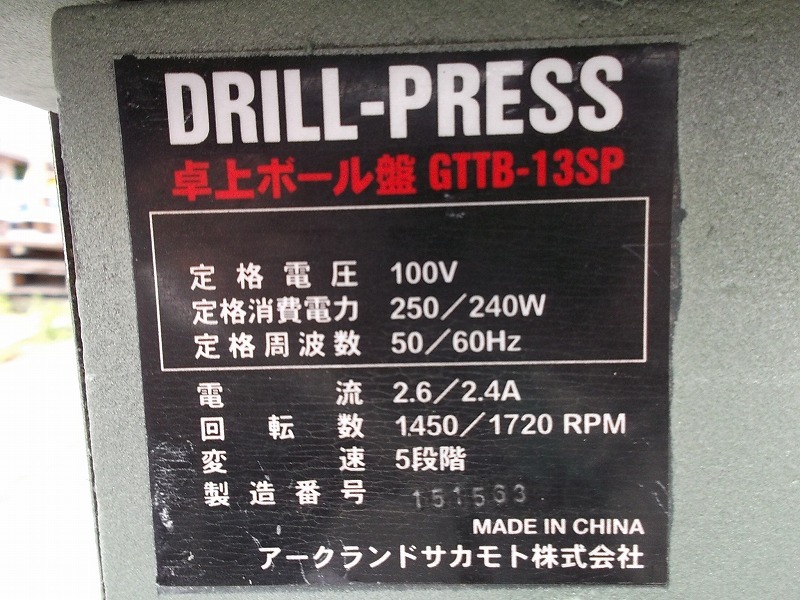 DRILL-PRESS
卓上ボール盤 GTTB-13SP
定格電圧 100V
定格消費電力 250／240W
定格周波数 50／60Hz
電流 2.6／2.4A
回転数 1450／1720 RPM
変速 5段階
製造番号 151563
MADE IN CHINA
アークランドサカモト株式会社